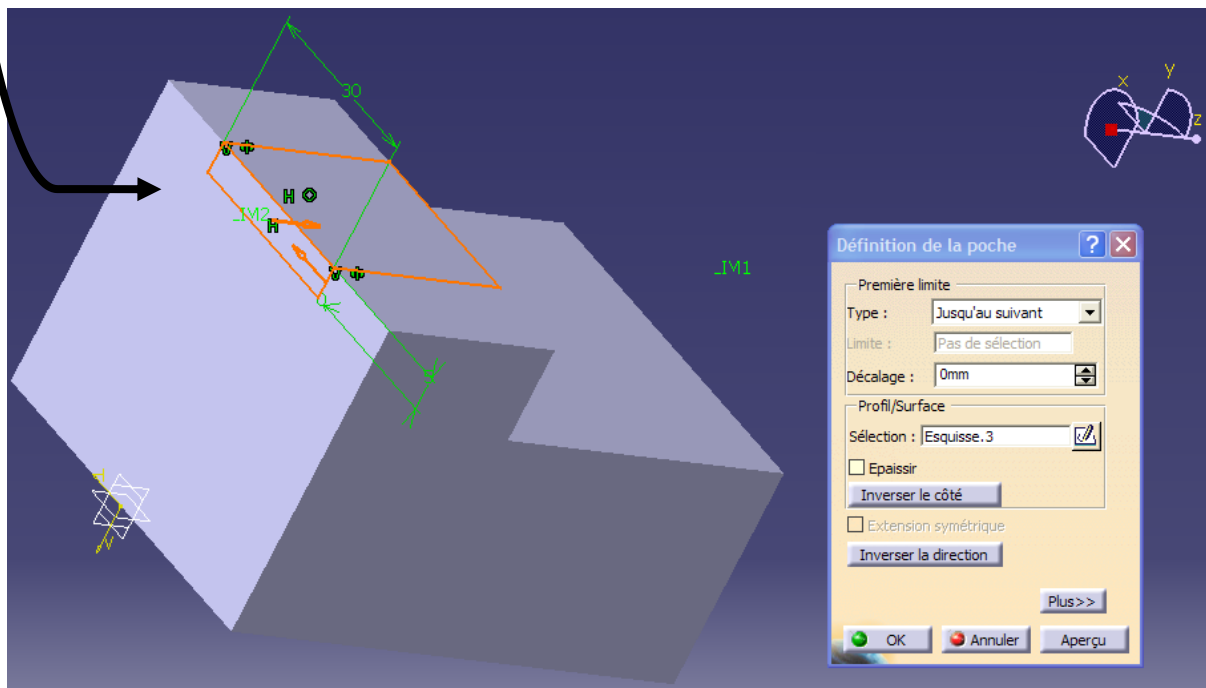 30
x
y
z
V
V
H
H
_IM2
_IM1
Définition de la poche
Première limite
Type : Jusqu'au suivant
Limite : Pas de sélection
Décalage : 0mm
Profil/Surface
Sélection : Esquisse.3
Epaissir
Inverser le côté
Extension symétrique
Inverser la direction
Plus>>
OK Annuler Aperçu